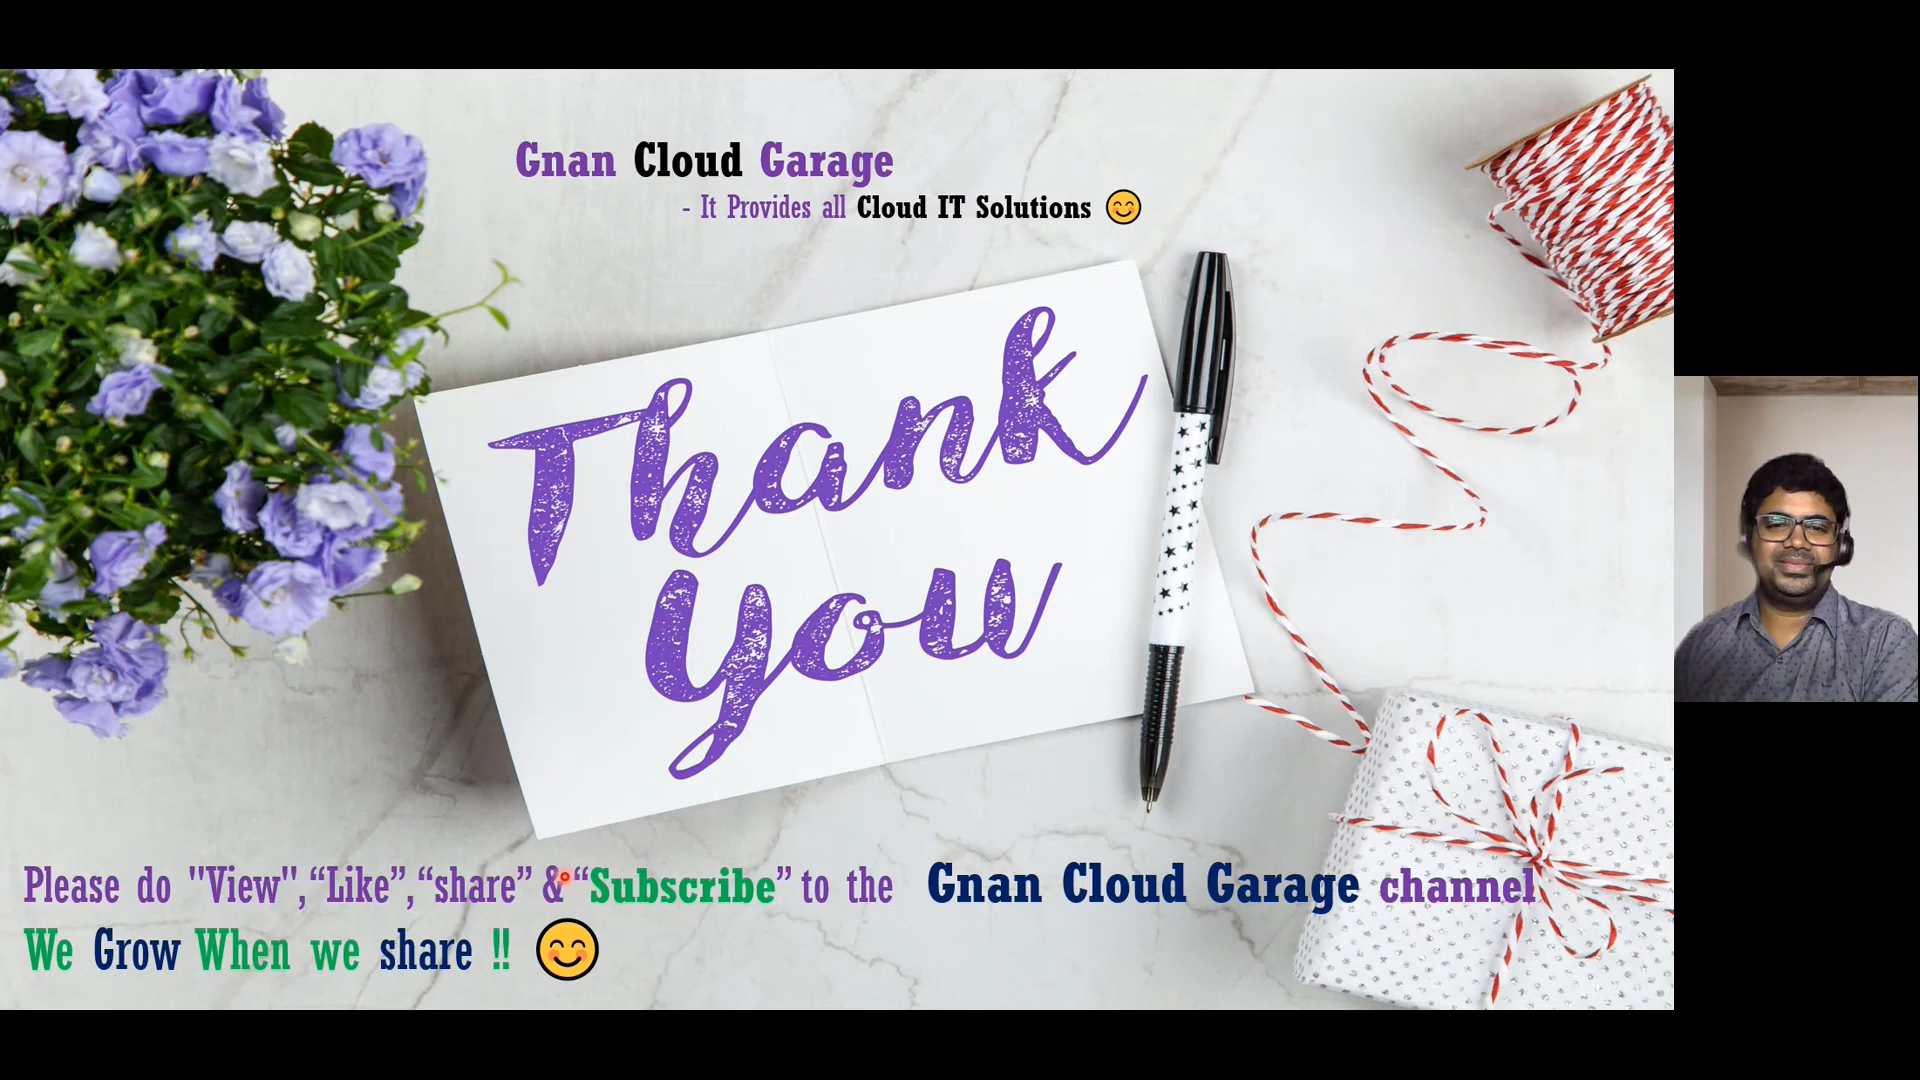 Gnan Cloud Garage
- It Provides all Cloud IT Solutions 😊
Thank
you
Please do "View",“Like”,“share” &“Subscribe” to the Gnan Cloud Garage channel
We Grow When we share !! 😊